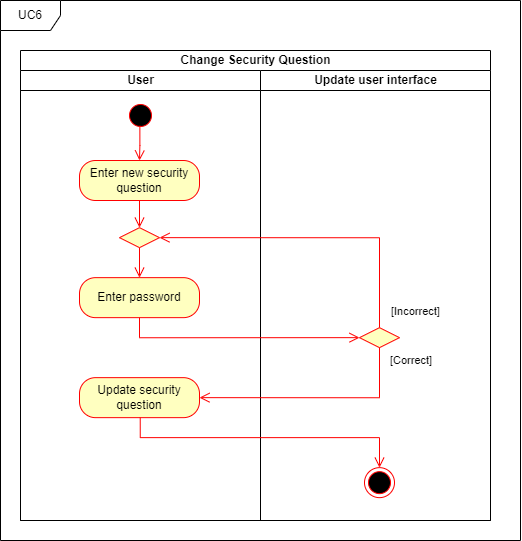 UC6
Change Security Question
User
Update user interface
Enter new security
question
Enter password
[Incorrect]
[Correct]
Update security
question